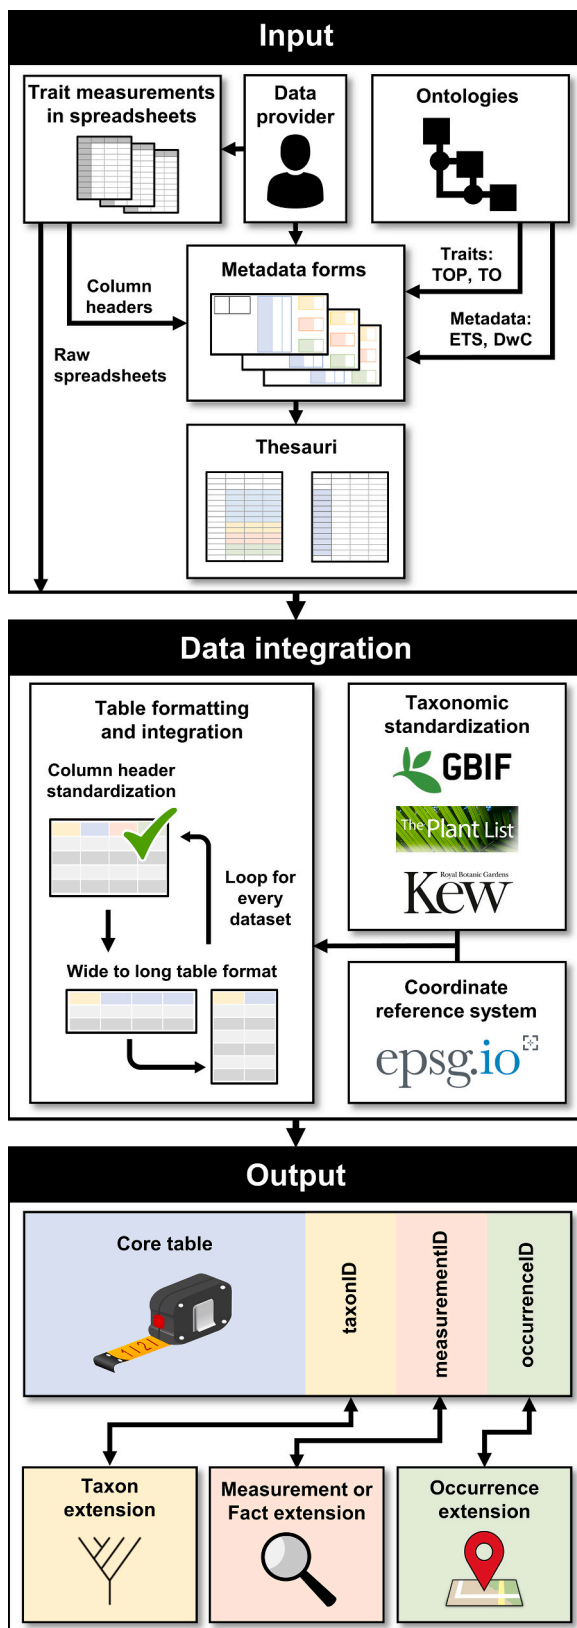 Input
Trait measurements
in spreadsheets
Data
provider
Ontologies
Column
headers
Raw
spreadsheets
Metadata forms
Traits:
TOP, TO
Metadata:
ETS, DwC
Thesauri
Data integration
Table formatting
and integration
Column header
standardization
Loop for
every
dataset
Wide to long table format
Taxonomic
standardization
GBIF
The Plant List
Royal Botanic Gardens
Kew
Coordinate
reference system
epsg.io
Output
Core table
1/2/
taxonID
measurementID
occurrenceID
Taxon
extension
Measurement or
Fact extension
Occurrence
extension